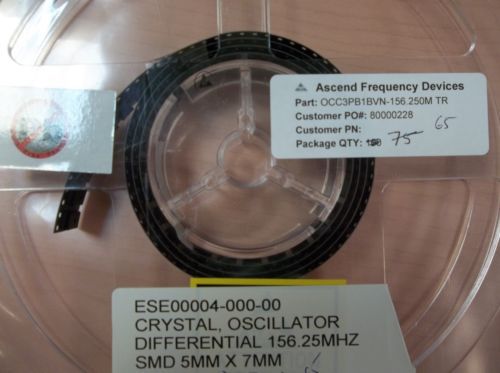 Ascend Frequency Devices
Part: OCC3PB1BVN-156.250M TR
Customer PO#: 80000228
Customer PN:
Package QTY: 75 65
ESE00004-000-00
CRYSTAL, OSCILLATOR
DIFFERENTIAL 156.25MHZ
SMD 5MM X 7MM